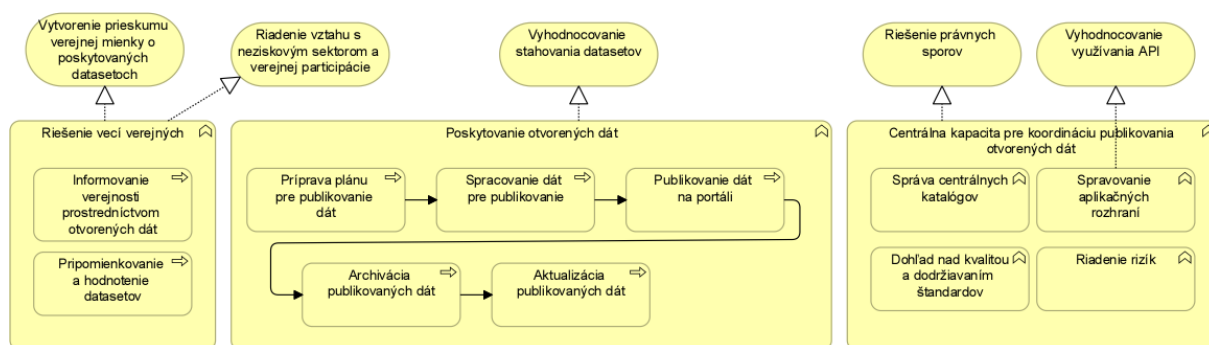 Vytvorenie prieskumu
verejnej mienky o
poskytovaných
datasetoch
Riadenie vztahu s
neziskovým sektorom a
verejnej participácie
Vyhodnocovanie
stahovania datasetov
Riešenie právnych
sporov
Vyhodnocovanie
využívania API
Riešenie vecí verejných
Informovanie
verejnosti
prostredníctvom
otvorených dát
Pripomienkovanie
a hodnotenie
datasetov
Poskytovanie otvorených dát
Príprava plánu
pre publikovanie
dát
Spracovanie dát
pre publikovanie
Publikovanie dát
na portáli
Archivácia
publikovaných dát
Aktualizácia
publikovaných dát
Centrálna kapacita pre koordináciu publikovania
otvorených dát
Správa centrálnych
katalógov
Spravovanie
aplikačných
rozhraní
Dohľad nad kvalitou
a dodržiavaním
štandardov
Riadenie rizík